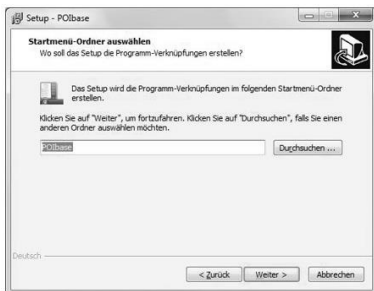 Setup - POIbase
Startmenü-Ordner auswählen
Wo soll das Setup die Programm-Verknüpfungen erstellen?
Das Setup wird die Programm-Verknüpfungen im folgenden Startmenü-Ordner
erstellen.
Klicken Sie auf "Weiter", um fortzufahren. Klicken Sie auf "Durchsuchen", falls Sie einen
anderen Ordner auswählen möchten.
POIbase
Durchsuchen ...
Deutsch
< Zurück
Weiter >
Abbrechen